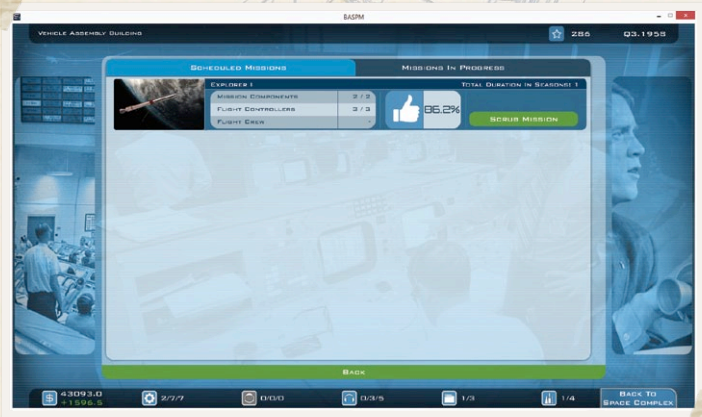 BASPM
VEHICLE ASSEMBLY BUILDING
286
Q3.1955
SCHEDULED MISSIONS
MISSIONS IN PROGRESS
EXPLORER I
TOTAL DURATION IN SEASONS: 1
MISSION COMPONENTS 2 / 2
FLIGHT CONTROLLERS 3 / 3
FLIGHT CREW -
86.2%
SCRUB MISSION
BACK
43093.0
+1596.5
2/2/7
0/0/0
0/3/5
1/3
1/4
BACK TO
SPACE COMPLEX